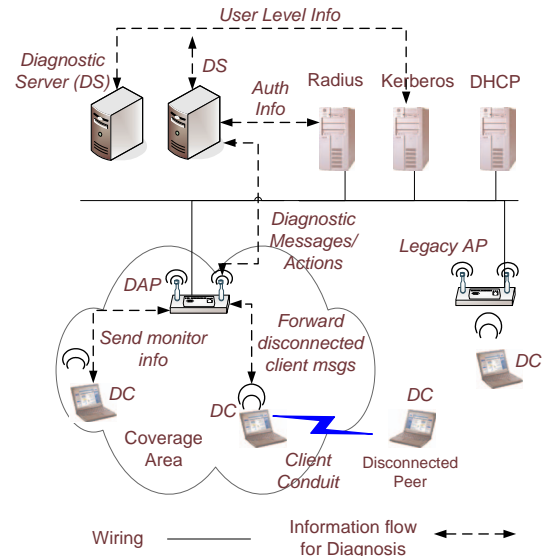 User Level Info
Diagnostic
Server (DS)
DS
Auth
Info
Radius
Kerberos
DHCP
Diagnostic
Messages/
Actions
Legacy AP
DAP
Send monitor
info
Forward
disconnected
client msgs
DC
DC
DC
DC
Coverage
Area
Client
Conduit
Disconnected
Peer
Wiring
Information flow
for Diagnosis